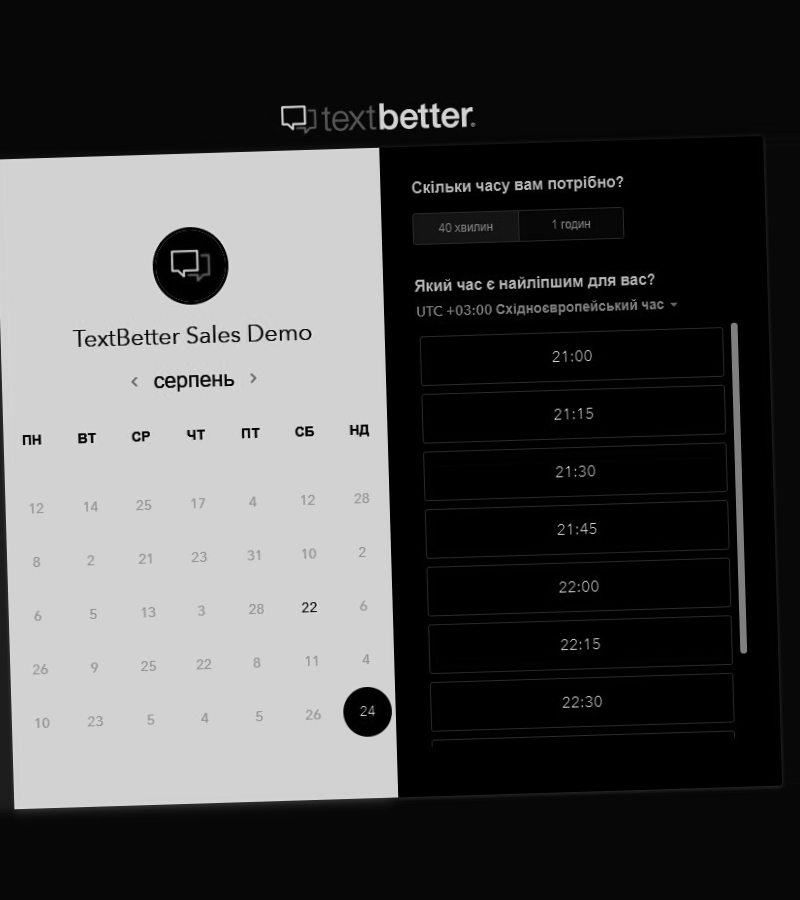 textbetter.
TextBetter Sales Demo
серпень
ПН ВТ СР ЧТ ПТ СБ НД
12 14 25 17 4 12 28
8 2 21 23 31 10 2
6 5 13 3 28 22 6
26 9 25 22 8 11 4
10 23 5 4 5 26 24
Скільки часу вам потрібно?
40 хвилин 1 годин
Який час є найліпшим для вас?
UTC +03:00 Східноєвропейський час
21:00
21:15
21:30
21:45
22:00
22:15
22:30